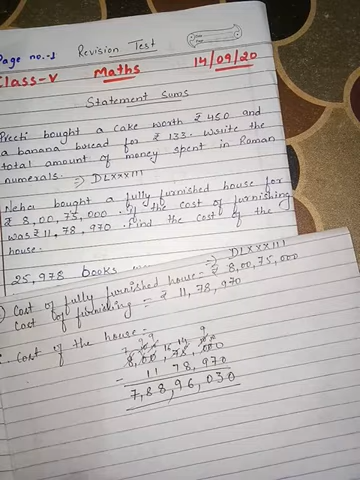 Page no.-1 Revision Test
Class-V Maths 14/09/20
Statement Sums
Preeti bought a cake worth ₹ 450 and
a banana bread for ₹ 133. Write the
total amount of money spent in Roman
numerals. ⇒ DLXXXIII
Neha bought a fully furnished house for
₹ 8,00,75,000. If the cost of furnishing
was ₹ 11,78,970. Find the cost of the
house.
25,978 books
DLXXXIII
Cost of fully furnished house = ₹ 8,00,75,000
Cost of furnishing = ₹ 11,78,970
Cost of the house =
- 11 78,970
7,88,96,030